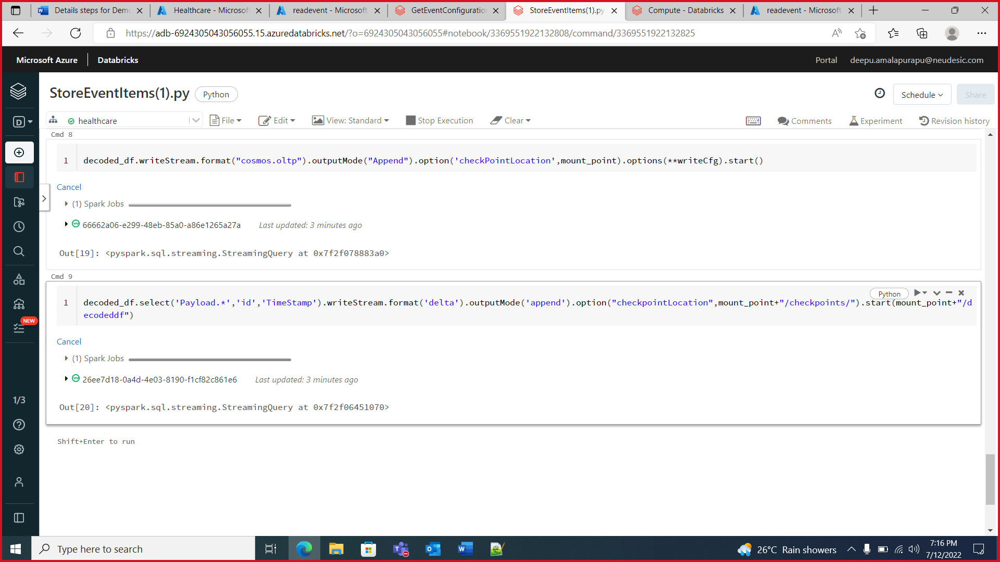 Details steps for Demo
Healthcare - Microsoft
readevent - Microsoft
GetEventConfiguratio
StoreEventItems(1).py
Compute - Databricks
readevent - Microsoft
https://adb-6924305043056055.15.azuredatabricks.net/?o=6924305043056055#notebook/3369551922132808/command/3369551922132825
Microsoft Azure
Databricks
Portal
deepu.amalapurapu@neudesic.com
StoreEventItems(1).py
Python
Schedule
Share
D
healthcare
File
Edit
View: Standard
Stop Execution
Clear
Comments
Experiment
Revision history
Cmd 8
1
decoded_df.writeStream.format("cosmos.oltp").outputMode("Append").option('checkPointLocation',mount_point).options(**writeCfg).start()
Cancel
(1) Spark Jobs
66662a06-e299-48eb-85a0-a86e1265a27a
Last updated: 3 minutes ago
Out[19]: <pyspark.sql.streaming.StreamingQuery at 0x7f2f078883a0>
Cmd 9
Python
1
decoded_df.select('Payload.*','id','TimeStamp').writeStream.format('delta').outputMode('append').option("checkpointLocation",mount_point+"/checkpoints/").start(mount_point+"/d
ecodeddf")
NEW
Cancel
(1) Spark Jobs
26ee7d18-0a4d-4e03-8190-f1cf82c861e6
Last updated: 3 minutes ago
1/3
Out[20]: <pyspark.sql.streaming.StreamingQuery at 0x7f2f06451070>
Shift+Enter to run
Type here to search
26°C Rain showers
7:16 PM
7/12/2022